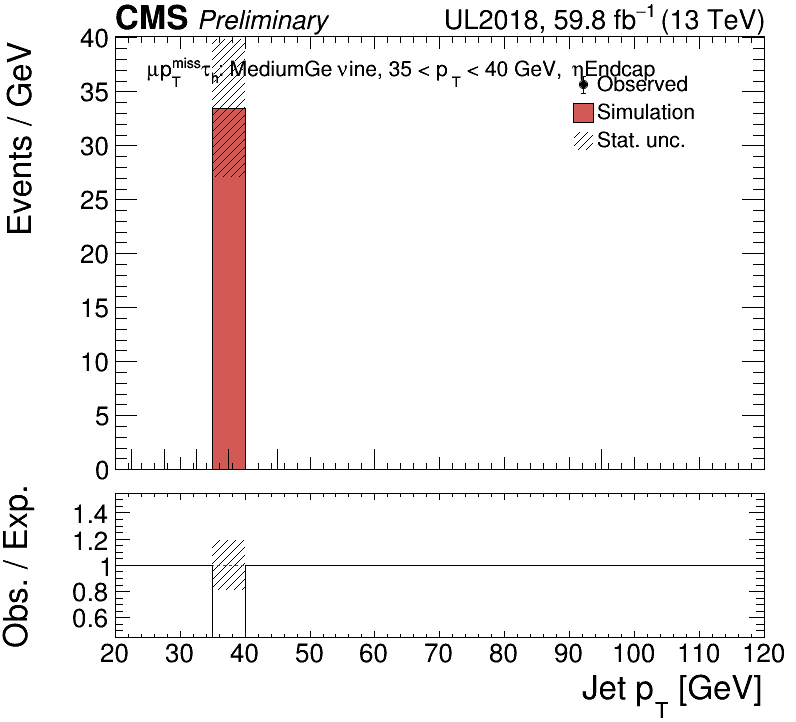 CMS Preliminary UL2018, 59.8 fb⁻¹ (13 TeV)
μp_T^miss τ_h: MediumGe νine, 35 < p_T < 40 GeV, ηEndcap
Observed
Simulation
Stat. unc.
Events / GeV
40
35
30
25
20
15
10
5
0
Obs. / Exp.
1.4
1.2
1
0.8
0.6
20 30 40 50 60 70 80 90 100 110 120
Jet p_T [GeV]